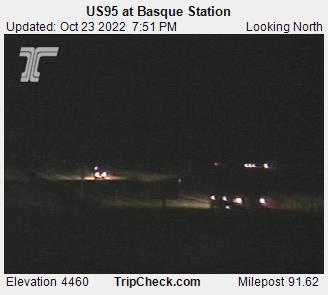 US95 at Basque Station
Updated: Oct 23 2022 7:51 PM Looking North
Elevation 4460 TripCheck.com Milepost 91.62